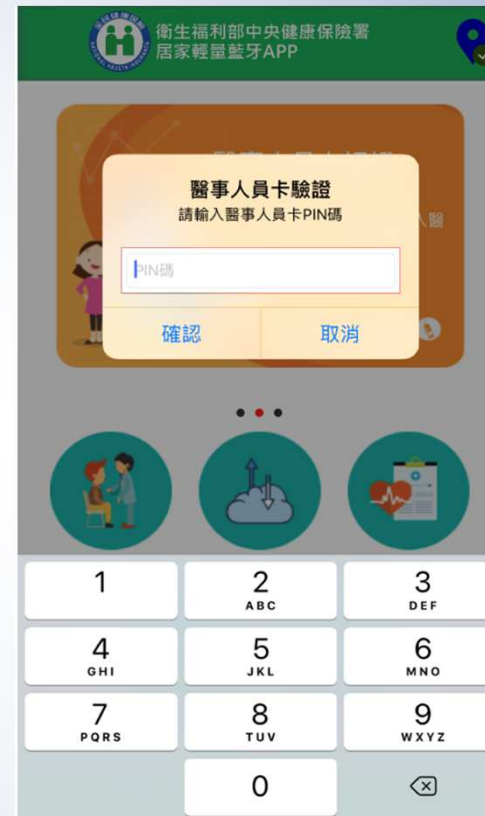 衛生福利部中央健康保險署
居家輕量藍牙APP
醫事人員卡驗證
請輸入醫事人員卡PIN碼
醫
PIN碼
確認
取消
1
2
ABC
3
DEF
4
GHI
5
JKL
6
MNO
7
PQRS
8
TUV
9
WXYZ
0